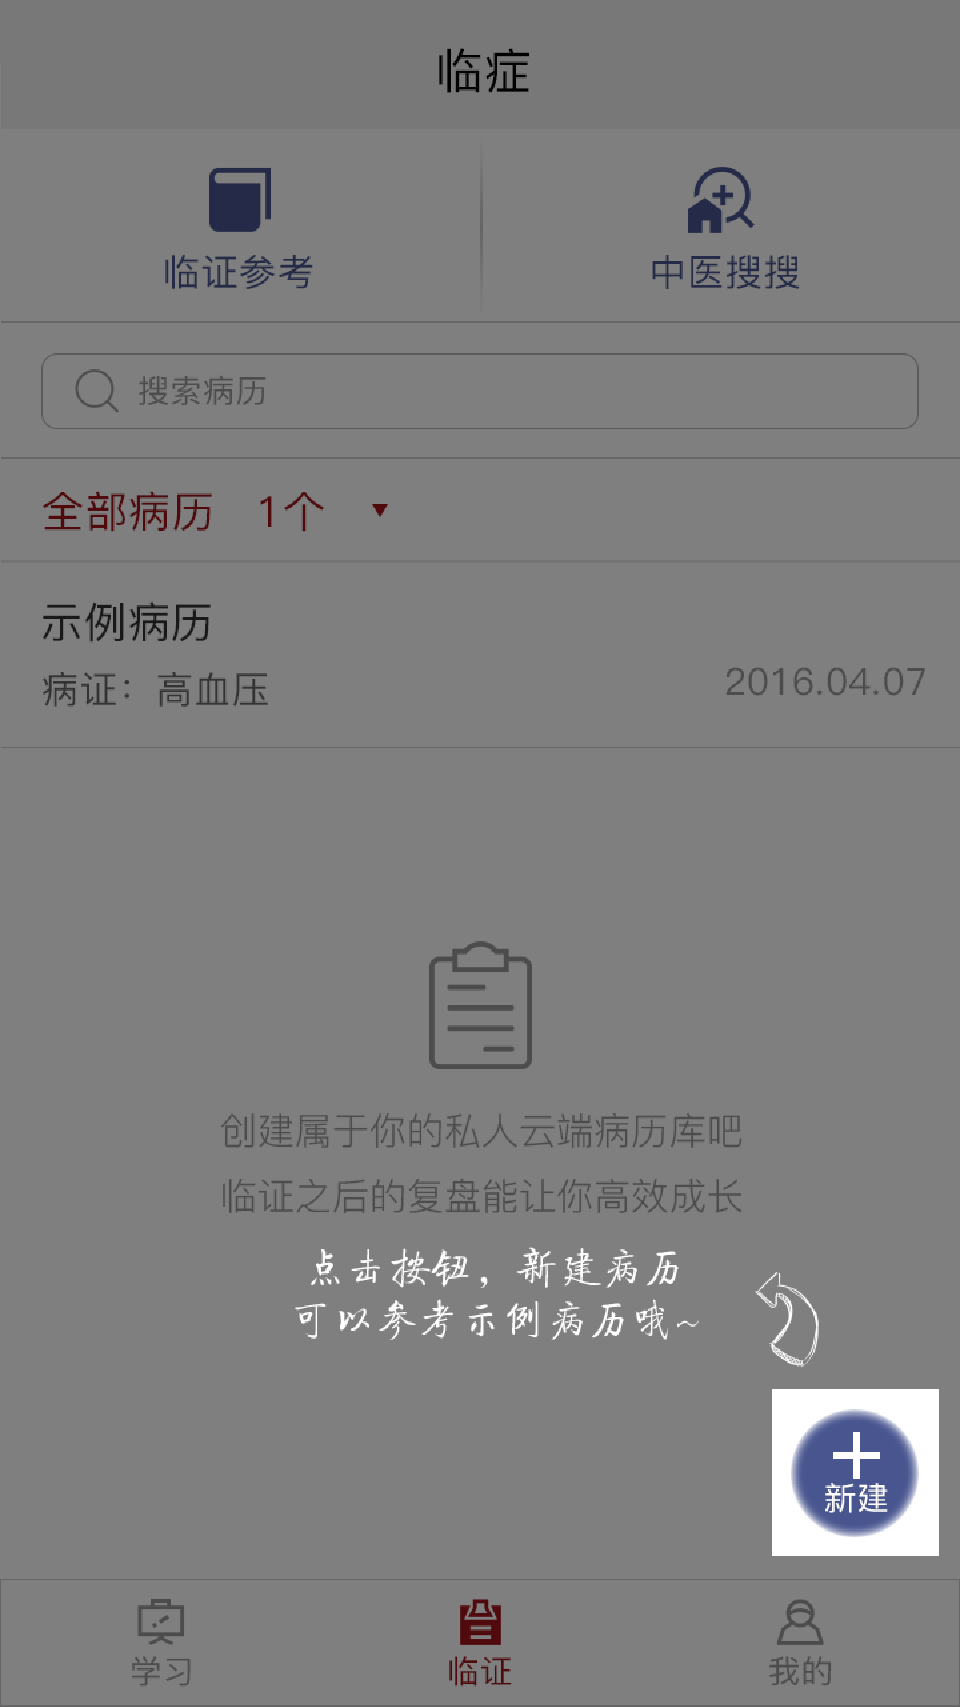 临症
临证参考
中医搜搜
搜索病历
全部病历 1个
示例病历
病证：高血压
2016.04.07
创建属于你的私人云端病历库吧
临证之后的复盘能让你高效成长
点击按钮，新建病历
可以参考示例病历哦~
新建
学习
临证
我的